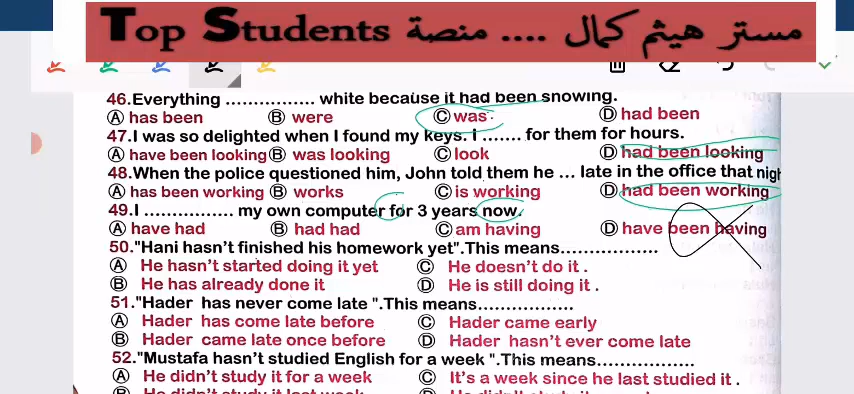 Top Students منصة .... مستر هيثم كمال
46.Everything ............... white because it had been snowing.
Ⓐ has been Ⓑ were Ⓒ was Ⓓ had been
47.I was so delighted when I found my keys. I ....... for them for hours.
Ⓐ have been looking Ⓑ was looking Ⓒ look Ⓓ had been looking
48.When the police questioned him, John told them he ... late in the office that
Ⓐ has been working Ⓑ works Ⓒ is working Ⓓ had been working
49.I ............... my own computer for 3 years now.
Ⓐ have had Ⓑ had had Ⓒ am having Ⓓ have been having
50."Hani hasn't finished his homework yet".This means.................
Ⓐ He hasn't started doing it yet Ⓒ He doesn't do it .
Ⓑ He has already done it Ⓓ He is still doing it .
51."Hader has never come late ".This means.................
Ⓐ Hader has come late before Ⓒ Hader came early
Ⓑ Hader came late once before Ⓓ Hader hasn't ever come late
52."Mustafa hasn't studied English for a week ".This means.................
Ⓐ He didn't study it for a week Ⓒ It's a week since he last studied it .
Ⓑ He didn't study it last week Ⓓ